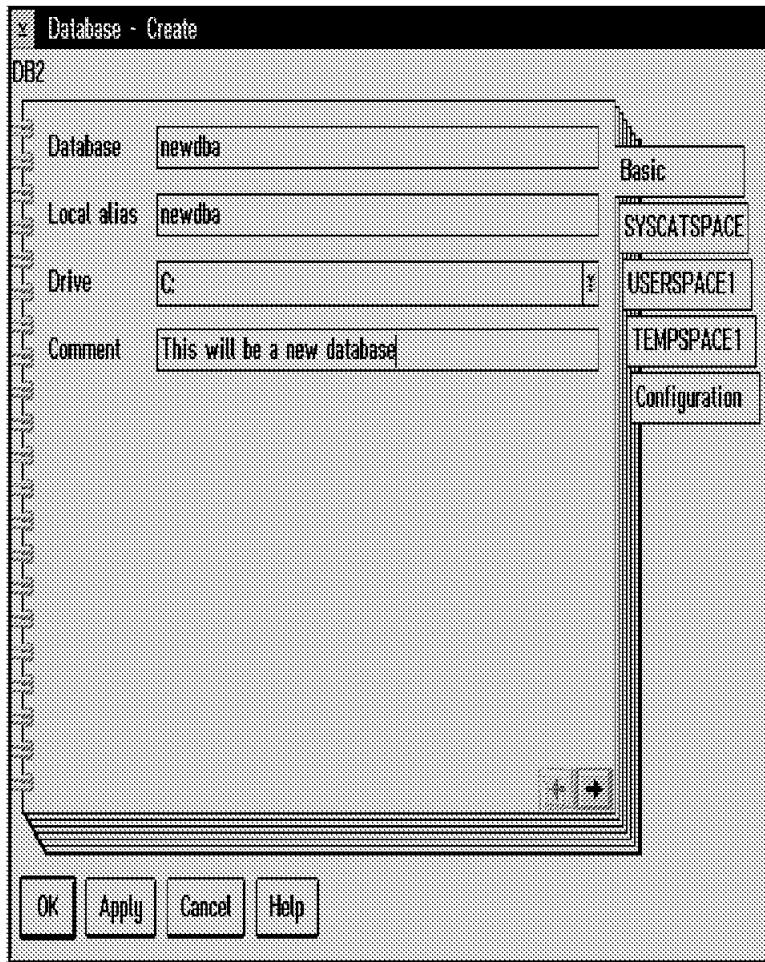 Database - Create
DB2
Database newdba
Local alias newdba
Drive C:
Comment This will be a new database
Basic
SYSCATSPACE
USERSPACE1
TEMPSPACE1
Configuration
OK Apply Cancel Help